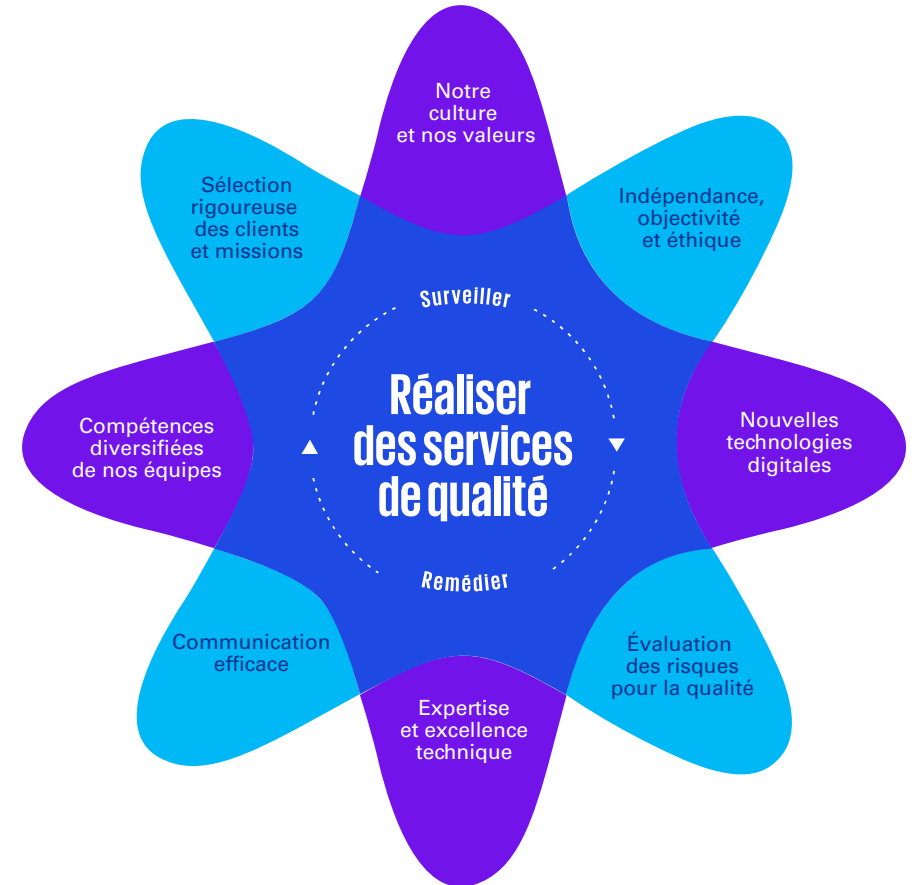 Notre
culture
et nos valeurs
Sélection
rigoureuse
des clients
et missions
Indépendance,
objectivité
et éthique
Surveiller
Réaliser
des services
de qualité
Compétences
diversifiées
de nos équipes
Nouvelles
technologies
digitales
Remédier
Communication
efficace
Évaluation
des risques
pour la qualité
Expertise
et excellence
technique